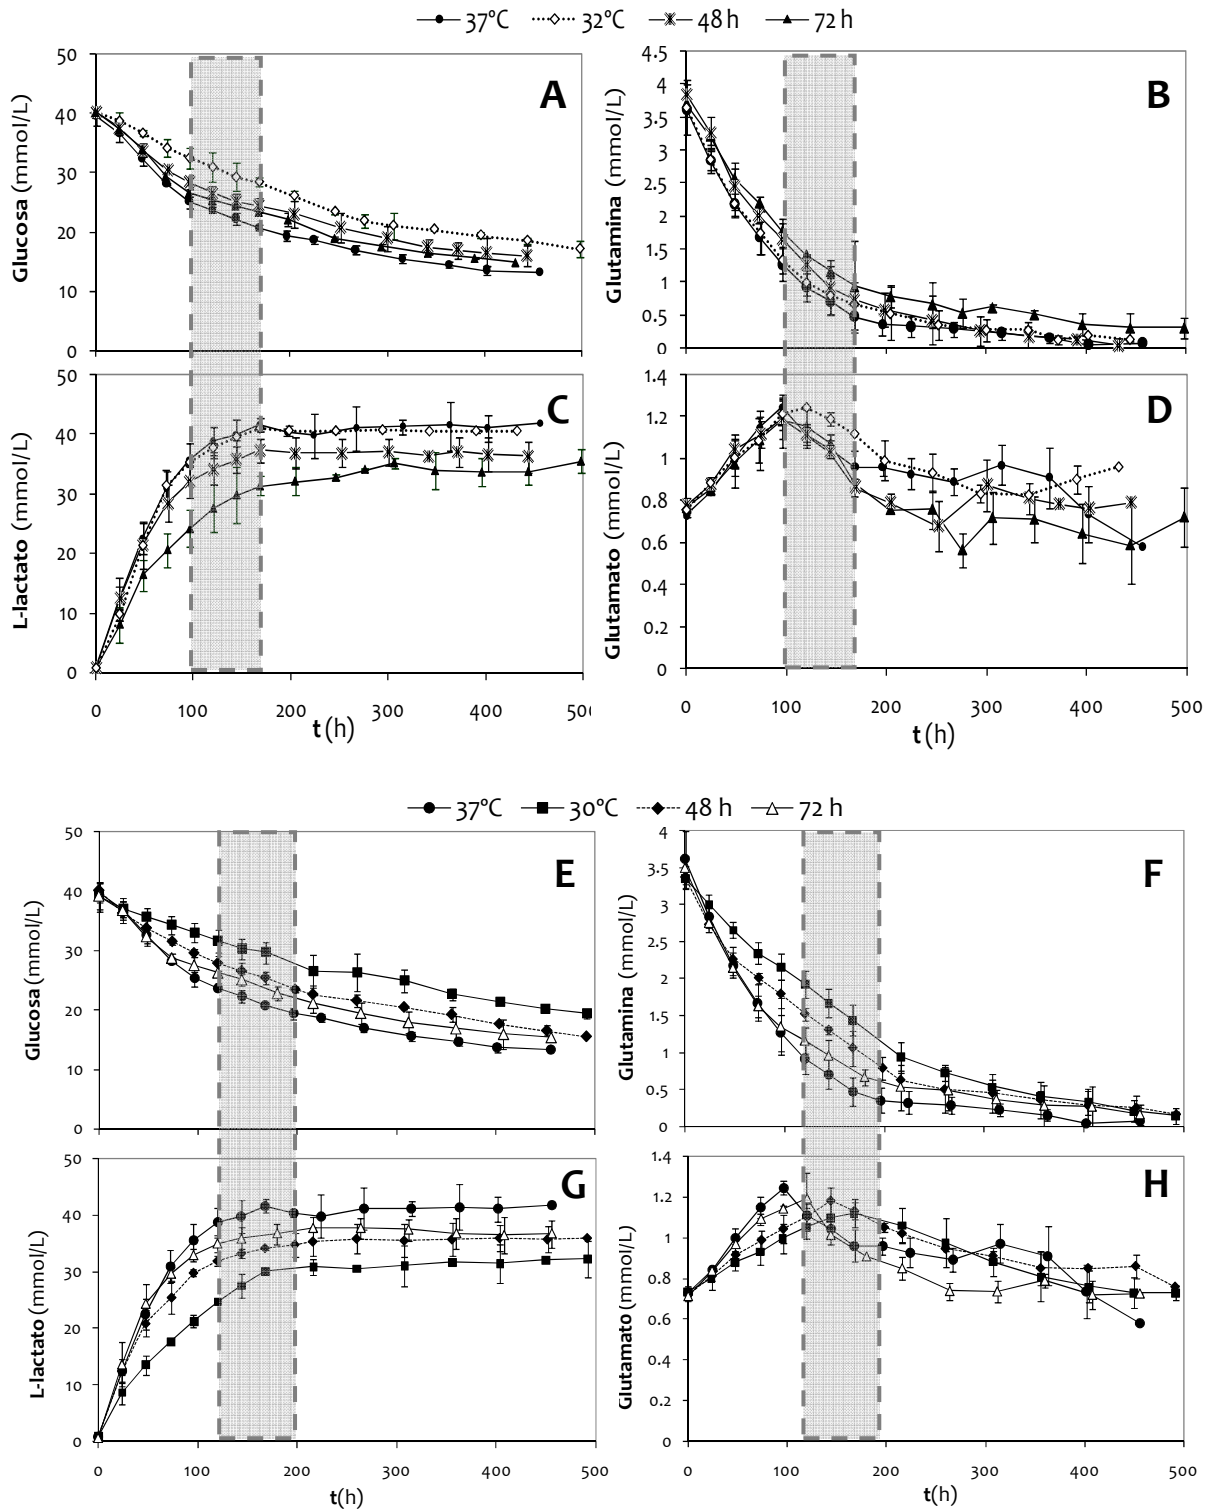 37°C 32°C 48 h 72 h
A
Glucosa (mmol/L)
50
40
30
20
10
0
B
Glutamina (mmol/L)
4.5
4
3.5
3
2.5
2
1.5
1
0.5
0
C
L-lactato (mmol/L)
50
40
30
20
10
0
0 100 200 300 400 500
t (h)
D
Glutamato (mmol/L)
1.4
1.2
1
0.8
0.6
0.4
0.2
0
0 100 200 300 400 500
t (h)
37°C 30°C 48 h 72 h
E
Glucosa (mmol/L)
50
40
30
20
10
0
F
Glutamina (mmol/L)
4
3.5
3
2.5
2
1.5
1
0.5
0
G
L-lactato (mmol/L)
50
40
30
20
10
0
0 100 200 300 400 500
t(h)
H
Glutamato (mmol/L)
1.4
1.2
1
0.8
0.6
0.4
0.2
0
0 100 200 300 400 500
t(h)